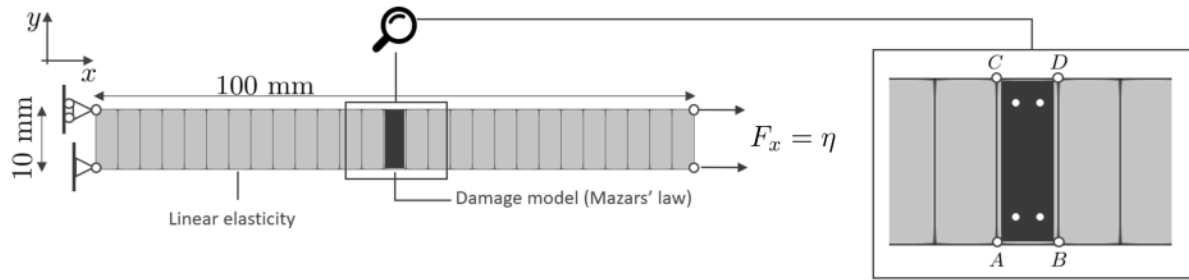 y
x
100 mm
10 mm
F_x = η
Linear elasticity
Damage model (Mazars' law)
C D
A B